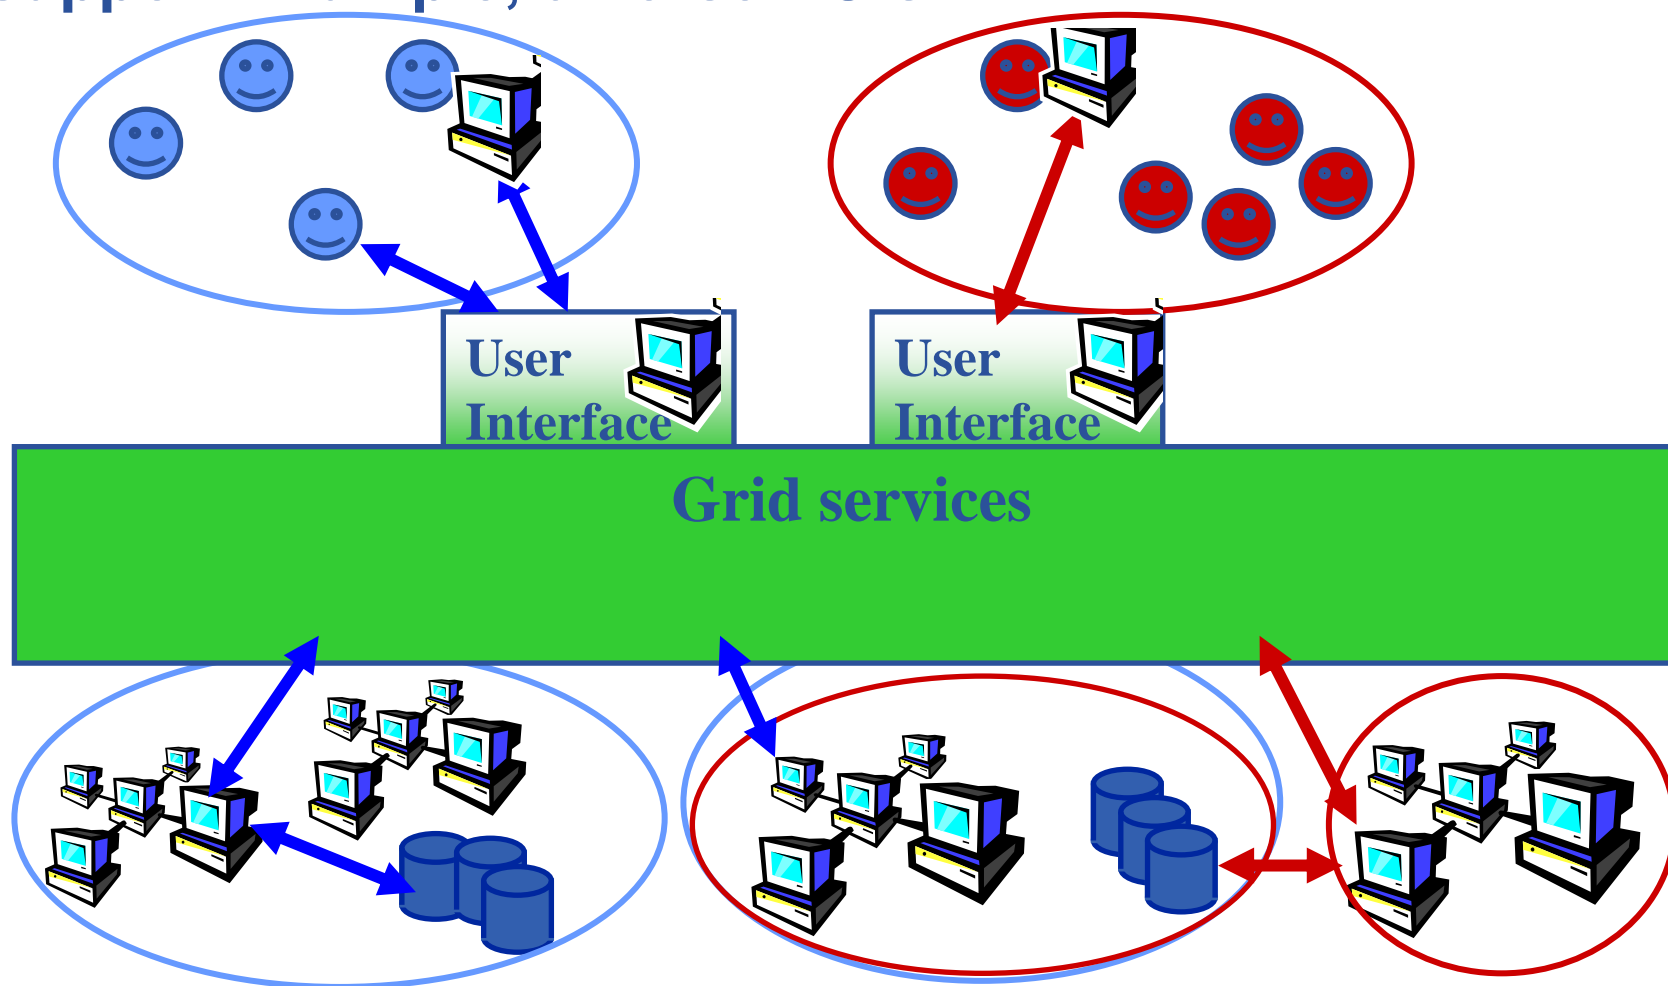 User
Interface
User
Interface
Grid services